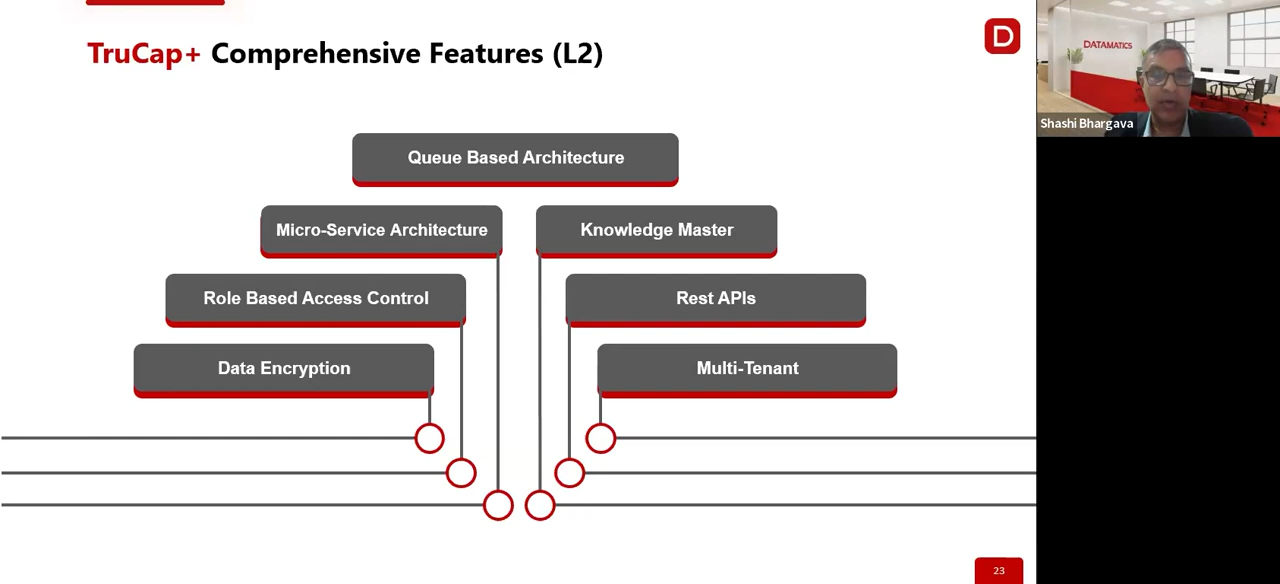 TruCap+ Comprehensive Features (L2)
D
DATAMATICS
Shashi Bhargava
Queue Based Architecture
Micro-Service Architecture
Knowledge Master
Role Based Access Control
Rest APIs
Data Encryption
Multi-Tenant
23